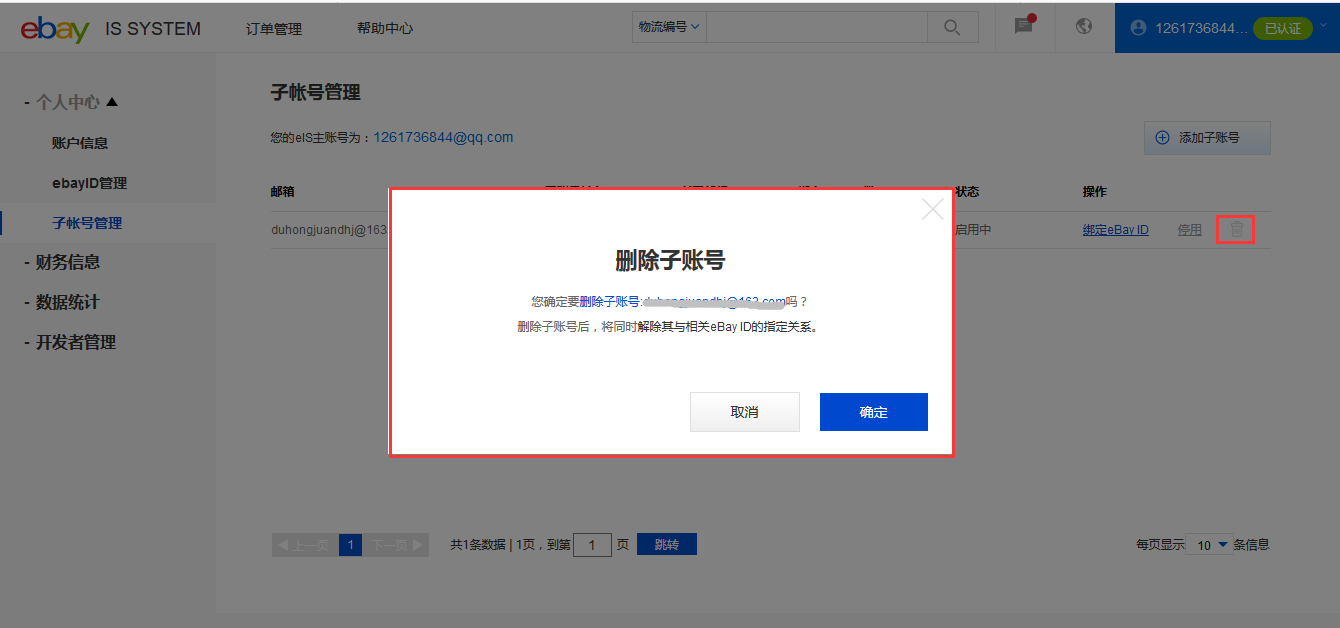 ebay IS SYSTEM 订单管理 帮助中心 物流编号 1261736844... 已认证
- 个人中心
账户信息
ebayID管理
子帐号管理
- 财务信息
- 数据统计
- 开发者管理
子帐号管理
您的eIS主账号为：1261736844@qq.com
添加子账号
邮箱 状态 操作
duhongjuandhj@163 启用中 绑定eBay ID 停用
删除子账号
您确定要删除子账号:duhongjuandhj@163.com吗？
删除子账号后，将同时解除其与相关eBay ID的指定关系。
取消 确定
上一页 1 下一页 共1条数据 | 1页，到第 1 页 跳转 每页显示 10 条信息